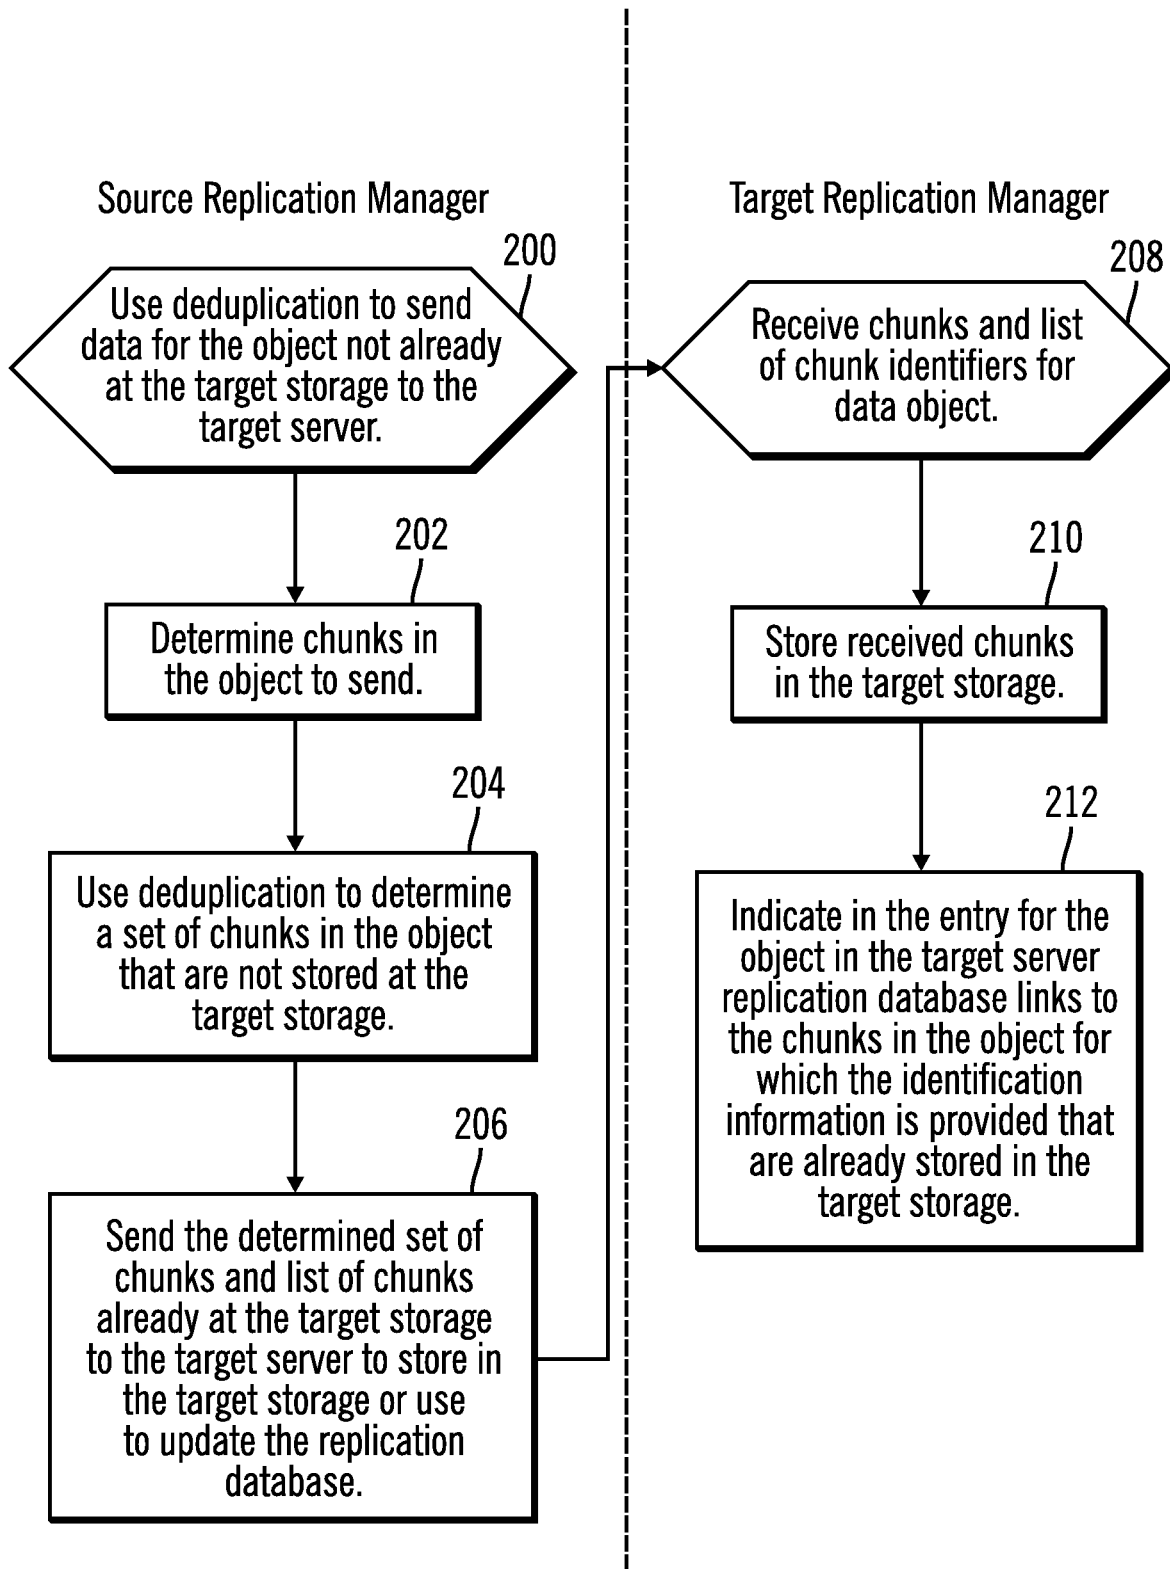 Source Replication Manager
200
Use deduplication to send
data for the object not already
at the target storage to the
target server.
202
Determine chunks in
the object to send.
204
Use deduplication to determine
a set of chunks in the object
that are not stored at the
target storage.
206
Send the determined set of
chunks and list of chunks
already at the target storage
to the target server to store in
the target storage or use
to update the replication
database.
Target Replication Manager
208
Receive chunks and list
of chunk identifiers for
data object.
210
Store received chunks
in the target storage.
212
Indicate in the entry for the
object in the target server
replication database links to
the chunks in the object for
which the identification
information is provided that
are already stored in the
target storage.